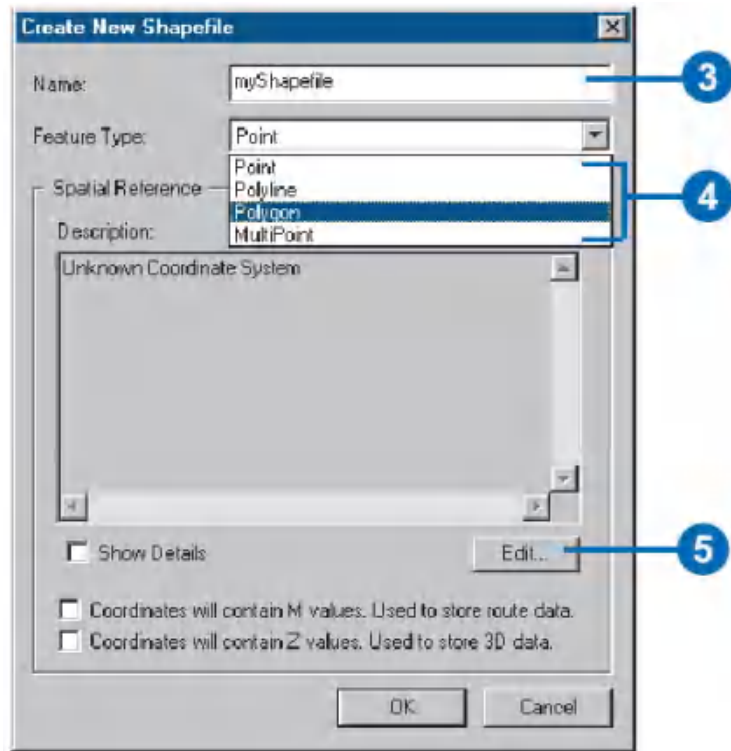 Create New Shapefile
Name:
myShapefile
3
Feature Type:
Point
Point
Polyline
Polygon
MultiPoint
4
Spatial Reference
Description:
Unknown Coordinate System
Show Details
Edit...
5
Coordinates will contain M values. Used to store route data.
Coordinates will contain Z values. Used to store 3D data.
OK
Cancel